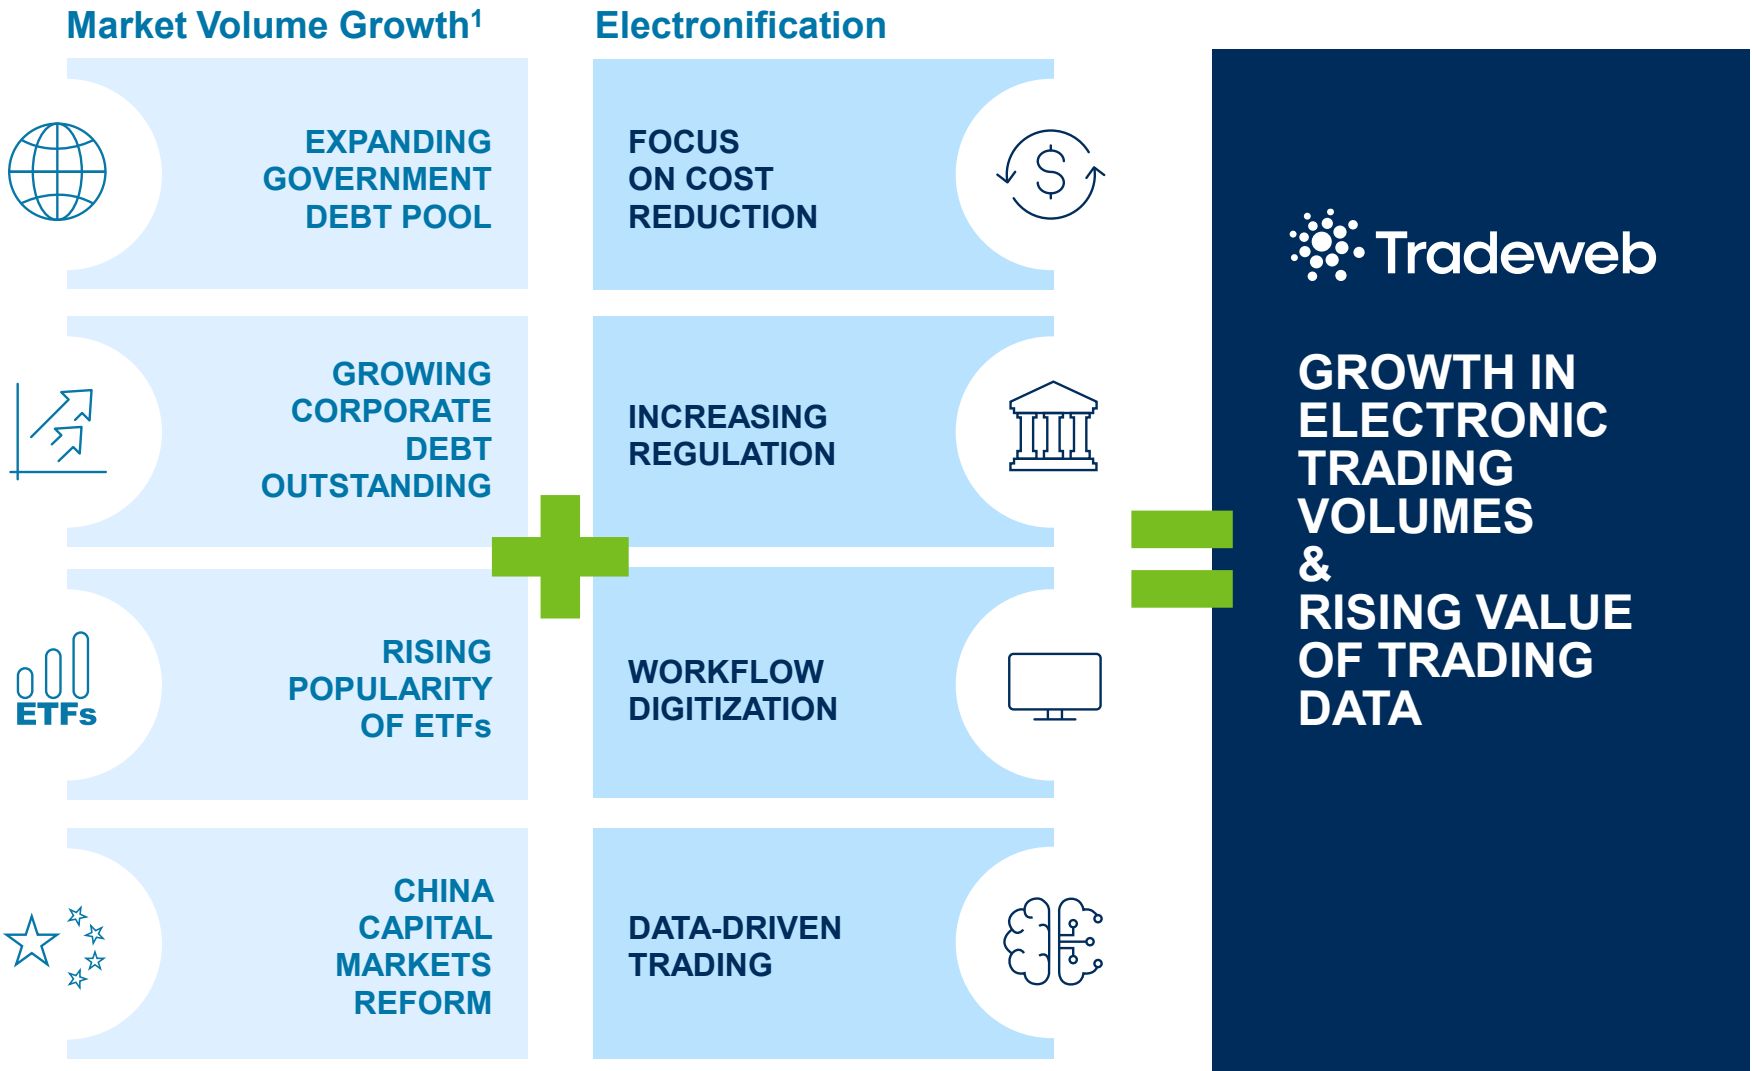 Market Volume Growth¹
EXPANDING
GOVERNMENT
DEBT POOL
GROWING
CORPORATE
DEBT
OUTSTANDING
ETFs
RISING
POPULARITY
OF ETFs
CHINA
CAPITAL
MARKETS
REFORM
Electronification
FOCUS
ON COST
REDUCTION
$
INCREASING
REGULATION
WORKFLOW
DIGITIZATION
DATA-DRIVEN
TRADING
Tradeweb
GROWTH IN
ELECTRONIC
TRADING
VOLUMES
&
RISING VALUE
OF TRADING
DATA